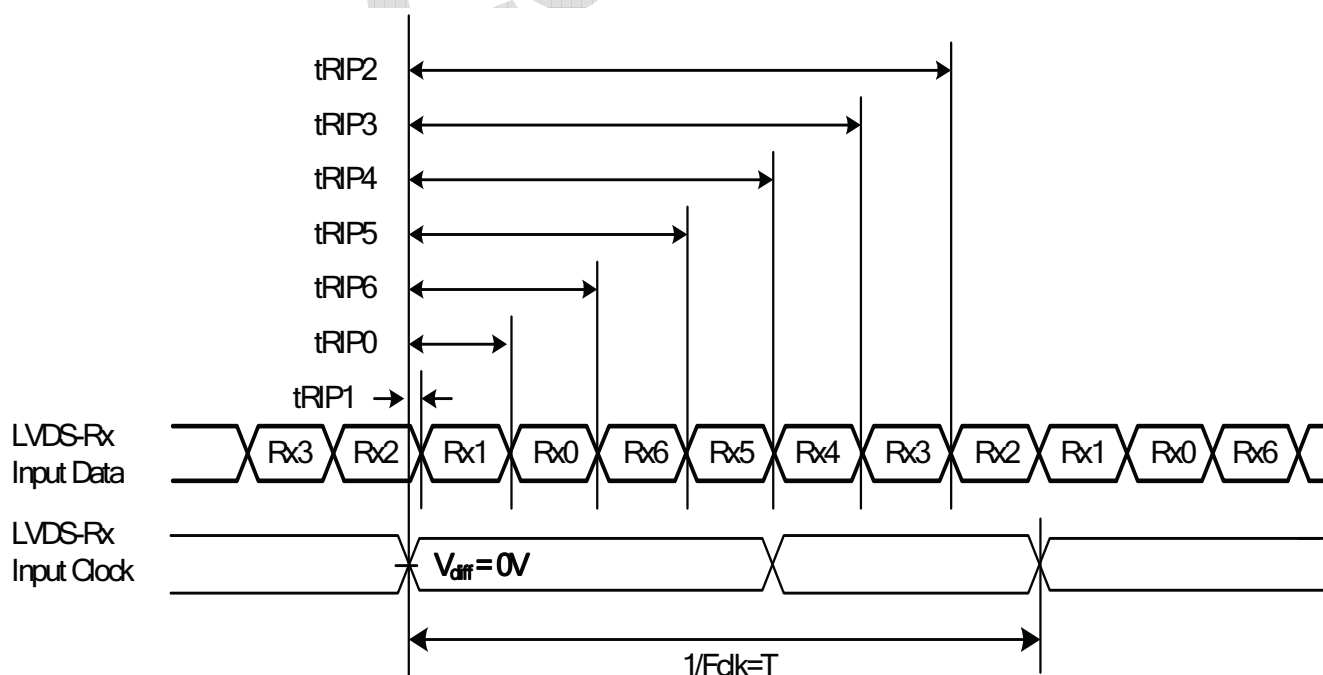 tRIP2
tRIP3
tRIP4
tRIP5
tRIP6
tRIP0
tRIP1
LVDS-Rx
Input Data
Rx3 Rx2 Rx1 Rx0 Rx6 Rx5 Rx4 Rx3 Rx2 Rx1 Rx0 Rx6
LVDS-Rx
Input Clock
Vdiff = 0V
1/Fclk=T